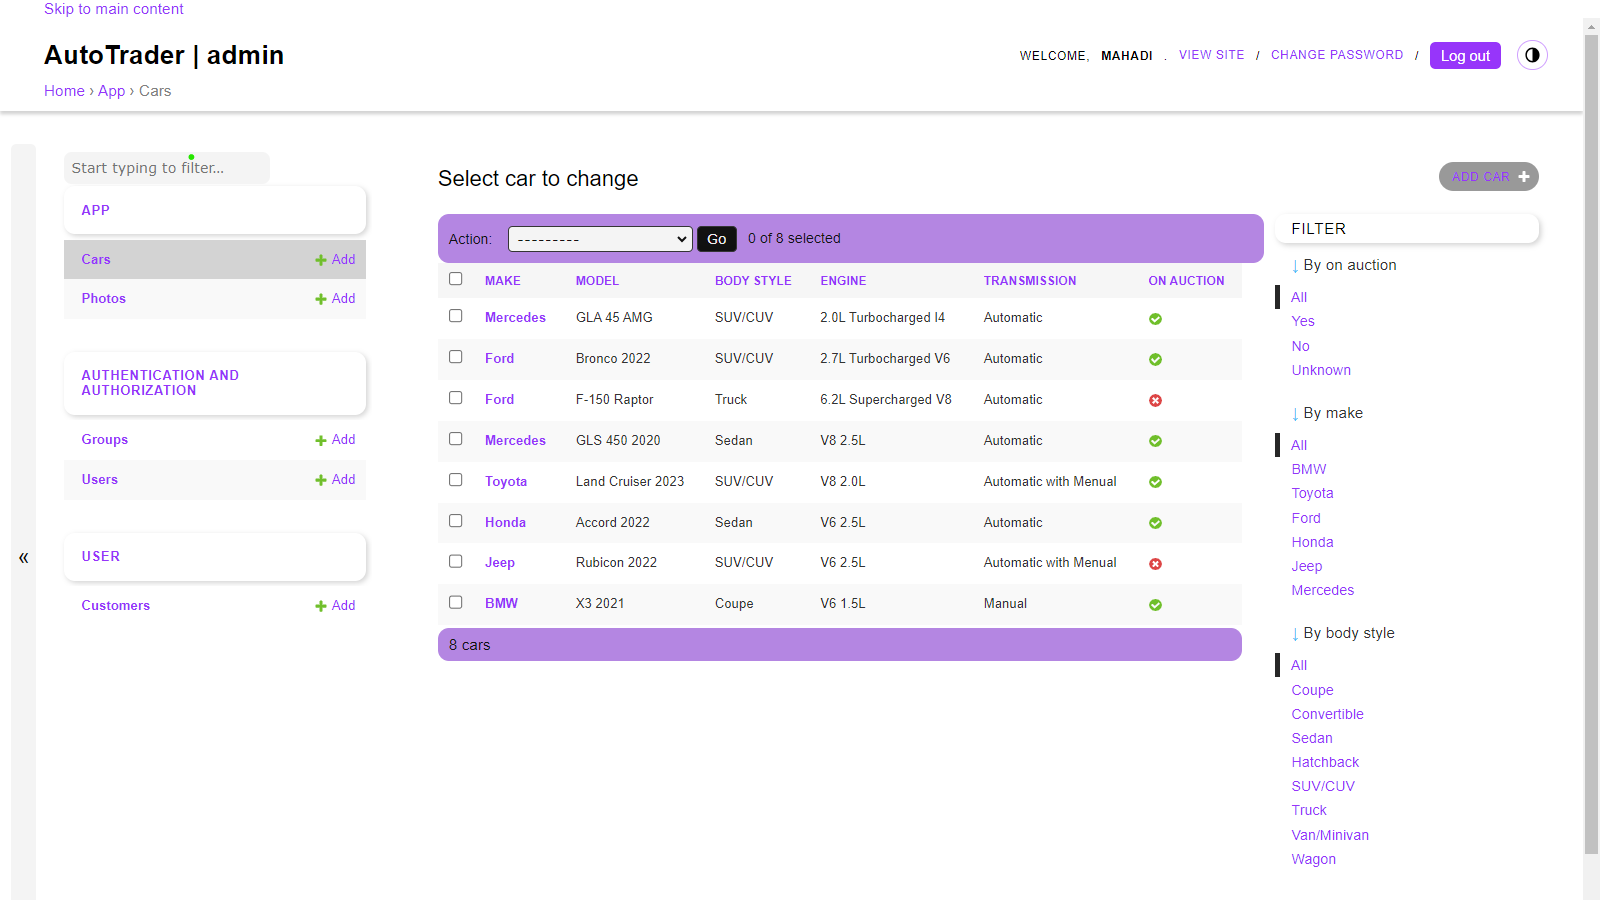 Skip to main content
AutoTrader | admin
WELCOME, MAHADI . VIEW SITE / CHANGE PASSWORD / Log out
Home › App › Cars
Start typing to filter...
APP
Cars Add
Photos Add
AUTHENTICATION AND
AUTHORIZATION
Groups Add
Users Add
USER
Customers Add
«
Select car to change
ADD CAR
Action: --------- Go 0 of 8 selected
MAKE MODEL BODY STYLE ENGINE TRANSMISSION ON AUCTION
Mercedes GLA 45 AMG SUV/CUV 2.0L Turbocharged I4 Automatic
Ford Bronco 2022 SUV/CUV 2.7L Turbocharged V6 Automatic
Ford F-150 Raptor Truck 6.2L Supercharged V8 Automatic
Mercedes GLS 450 2020 Sedan V8 2.5L Automatic
Toyota Land Cruiser 2023 SUV/CUV V8 2.0L Automatic with Menual
Honda Accord 2022 Sedan V6 2.5L Automatic
Jeep Rubicon 2022 SUV/CUV V6 2.5L Automatic with Menual
BMW X3 2021 Coupe V6 1.5L Manual
8 cars
FILTER
↓ By on auction
All
Yes
No
Unknown
↓ By make
All
BMW
Toyota
Ford
Honda
Jeep
Mercedes
↓ By body style
All
Coupe
Convertible
Sedan
Hatchback
SUV/CUV
Truck
Van/Minivan
Wagon